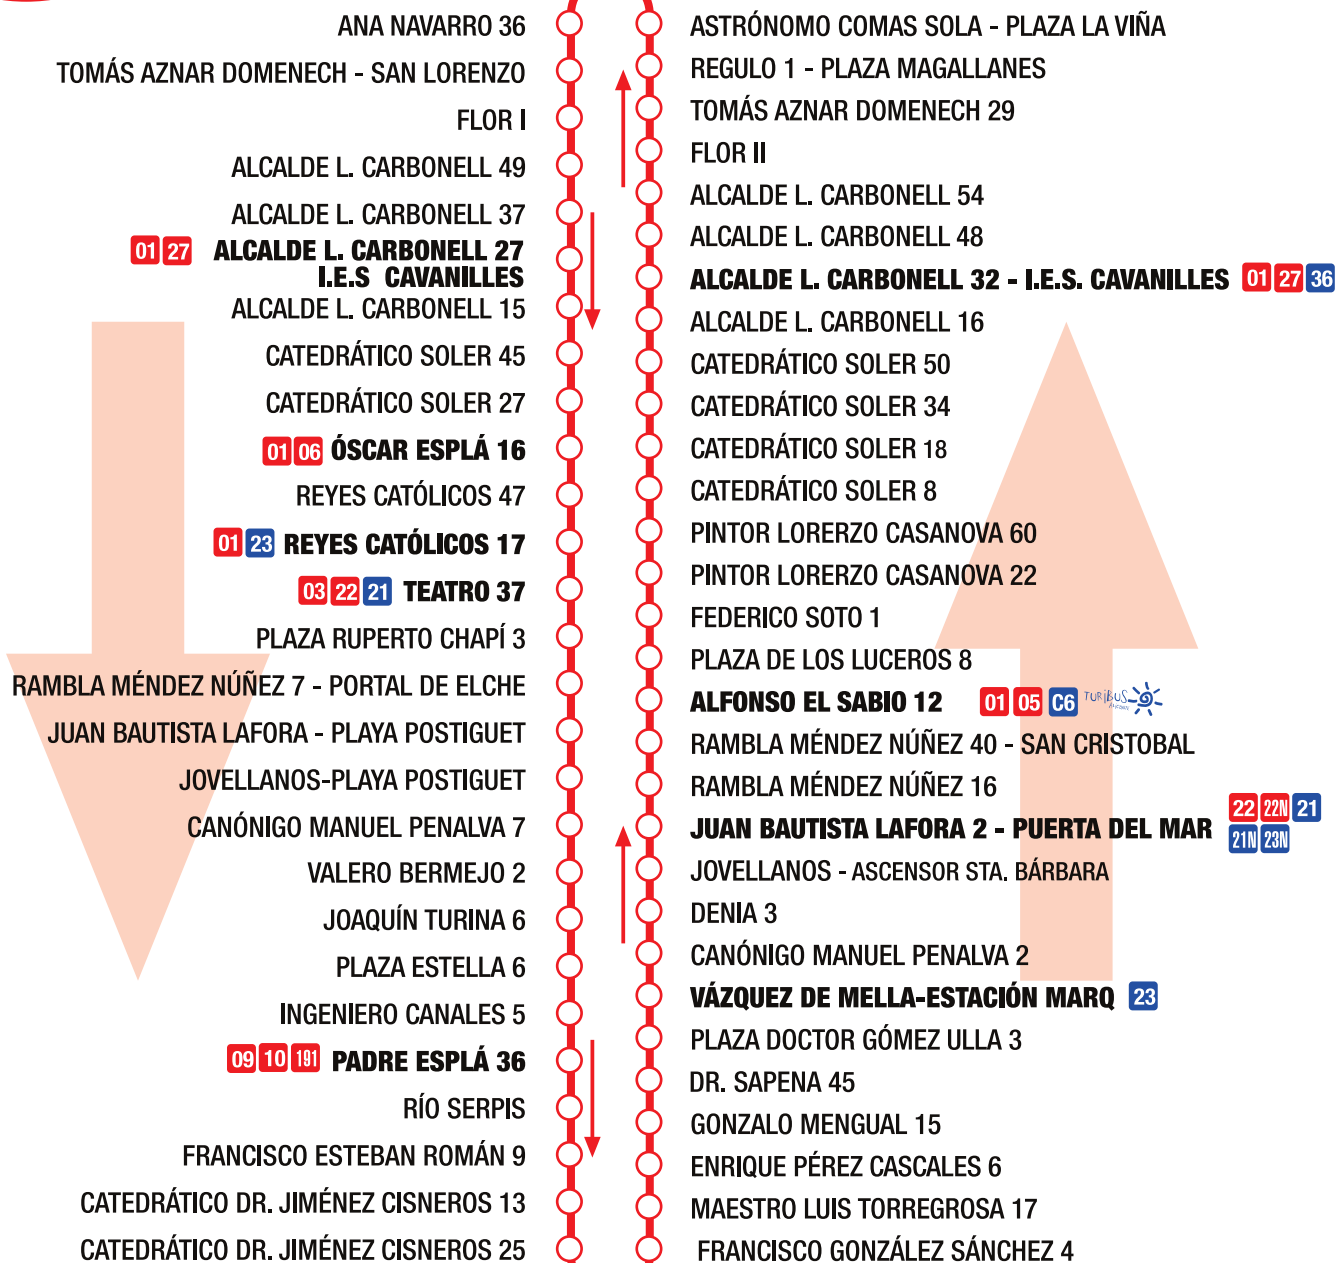 ANA NAVARRO 36
TOMÁS AZNAR DOMENECH - SAN LORENZO
FLOR I
ALCALDE L. CARBONELL 49
ALCALDE L. CARBONELL 37
01 27 ALCALDE L. CARBONELL 27
I.E.S CAVANILLES
ALCALDE L. CARBONELL 15
CATEDRÁTICO SOLER 45
CATEDRÁTICO SOLER 27
01 06 ÓSCAR ESPLÁ 16
REYES CATÓLICOS 47
01 23 REYES CATÓLICOS 17
03 22 21 TEATRO 37
PLAZA RUPERTO CHAPÍ 3
RAMBLA MÉNDEZ NÚÑEZ 7 - PORTAL DE ELCHE
JUAN BAUTISTA LAFORA - PLAYA POSTIGUET
JOVELLANOS-PLAYA POSTIGUET
CANÓNIGO MANUEL PENALVA 7
VALERO BERMEJO 2
JOAQUÍN TURINA 6
PLAZA ESTELLA 6
INGENIERO CANALES 5
09 10 191 PADRE ESPLÁ 36
RÍO SERPIS
FRANCISCO ESTEBAN ROMÁN 9
CATEDRÁTICO DR. JIMÉNEZ CISNEROS 13
CATEDRÁTICO DR. JIMÉNEZ CISNEROS 25
ASTRÓNOMO COMAS SOLA - PLAZA LA VIÑA
REGULO 1 - PLAZA MAGALLANES
TOMÁS AZNAR DOMENECH 29
FLOR II
ALCALDE L. CARBONELL 54
ALCALDE L. CARBONELL 48
ALCALDE L. CARBONELL 32 - I.E.S. CAVANILLES 01 27 36
ALCALDE L. CARBONELL 16
CATEDRÁTICO SOLER 50
CATEDRÁTICO SOLER 34
CATEDRÁTICO SOLER 18
CATEDRÁTICO SOLER 8
PINTOR LORERZO CASANOVA 60
PINTOR LORERZO CASANOVA 22
FEDERICO SOTO 1
PLAZA DE LOS LUCEROS 8
ALFONSO EL SABIO 12 01 05 C6 TURIBUS
RAMBLA MÉNDEZ NÚÑEZ 40 - SAN CRISTOBAL
RAMBLA MÉNDEZ NÚÑEZ 16
JUAN BAUTISTA LAFORA 2 - PUERTA DEL MAR 22 22N 21
21N 23N
JOVELLANOS - ASCENSOR STA. BÁRBARA
DENIA 3
CANÓNIGO MANUEL PENALVA 2
VÁZQUEZ DE MELLA-ESTACIÓN MARQ 23
PLAZA DOCTOR GÓMEZ ULLA 3
DR. SAPENA 45
GONZALO MENGUAL 15
ENRIQUE PÉREZ CASCALES 6
MAESTRO LUIS TORREGROSA 17
FRANCISCO GONZÁLEZ SÁNCHEZ 4